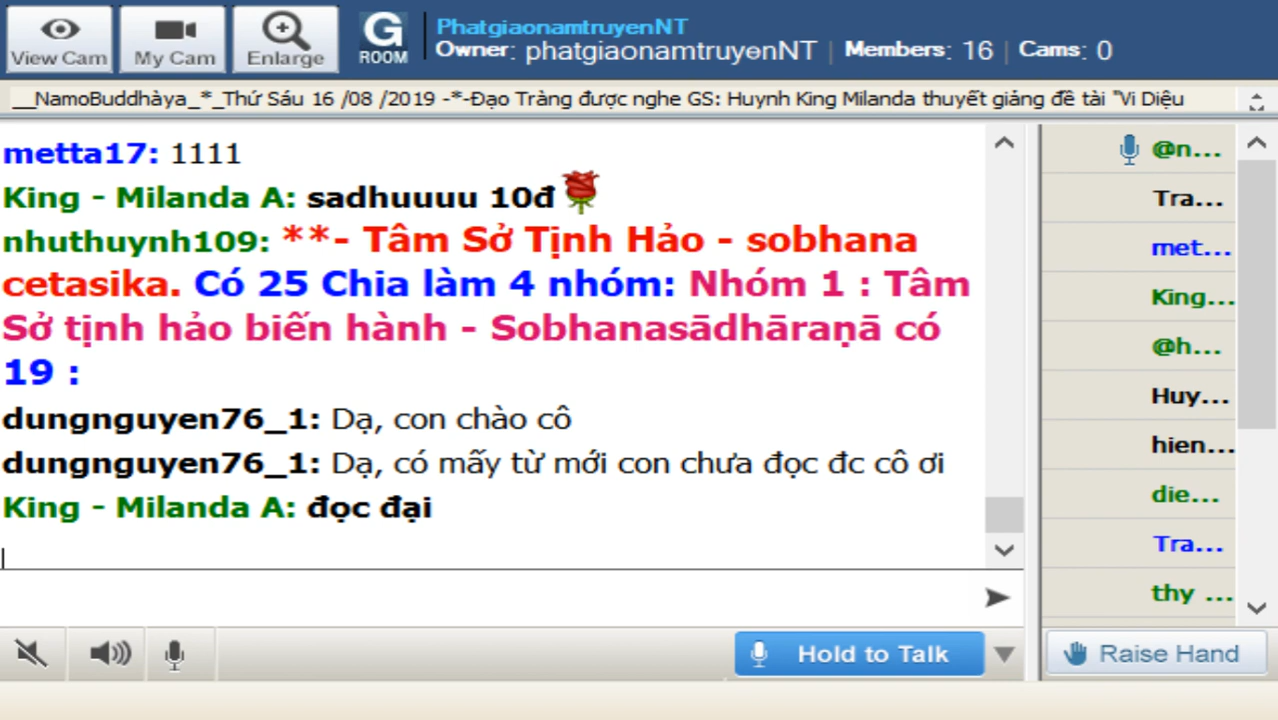 View Cam
My Cam
Enlarge
G
ROOM
PhatgiaonamtruyenNT
Owner: phatgiaonamtruyenNT | Members: 16 | Cams: 0
__NamoBuddhàya_*_Thứ Sáu 16 /08 /2019 -*-Đạo Tràng được nghe GS: Huynh King Milanda thuyết giảng đề tài "Vi Diệu
metta17: 1111
King - Milanda A: sadhuuuu 10đ
nhuthuynh109: **- Tâm Sở Tịnh Hảo - sobhana
cetasika. Có 25 Chia làm 4 nhóm: Nhóm 1 : Tâm
Sở tịnh hảo biến hành - Sobhanasādhāraṇā có
19 :
dungnguyen76_1: Dạ, con chào cô
dungnguyen76_1: Dạ, có mấy từ mới con chưa đọc đc cô ơi
King - Milanda A: đọc đại
@n...
Tra...
met...
King...
@h...
Huy...
hien...
die...
Tra...
thy ...
Hold to Talk
Raise Hand